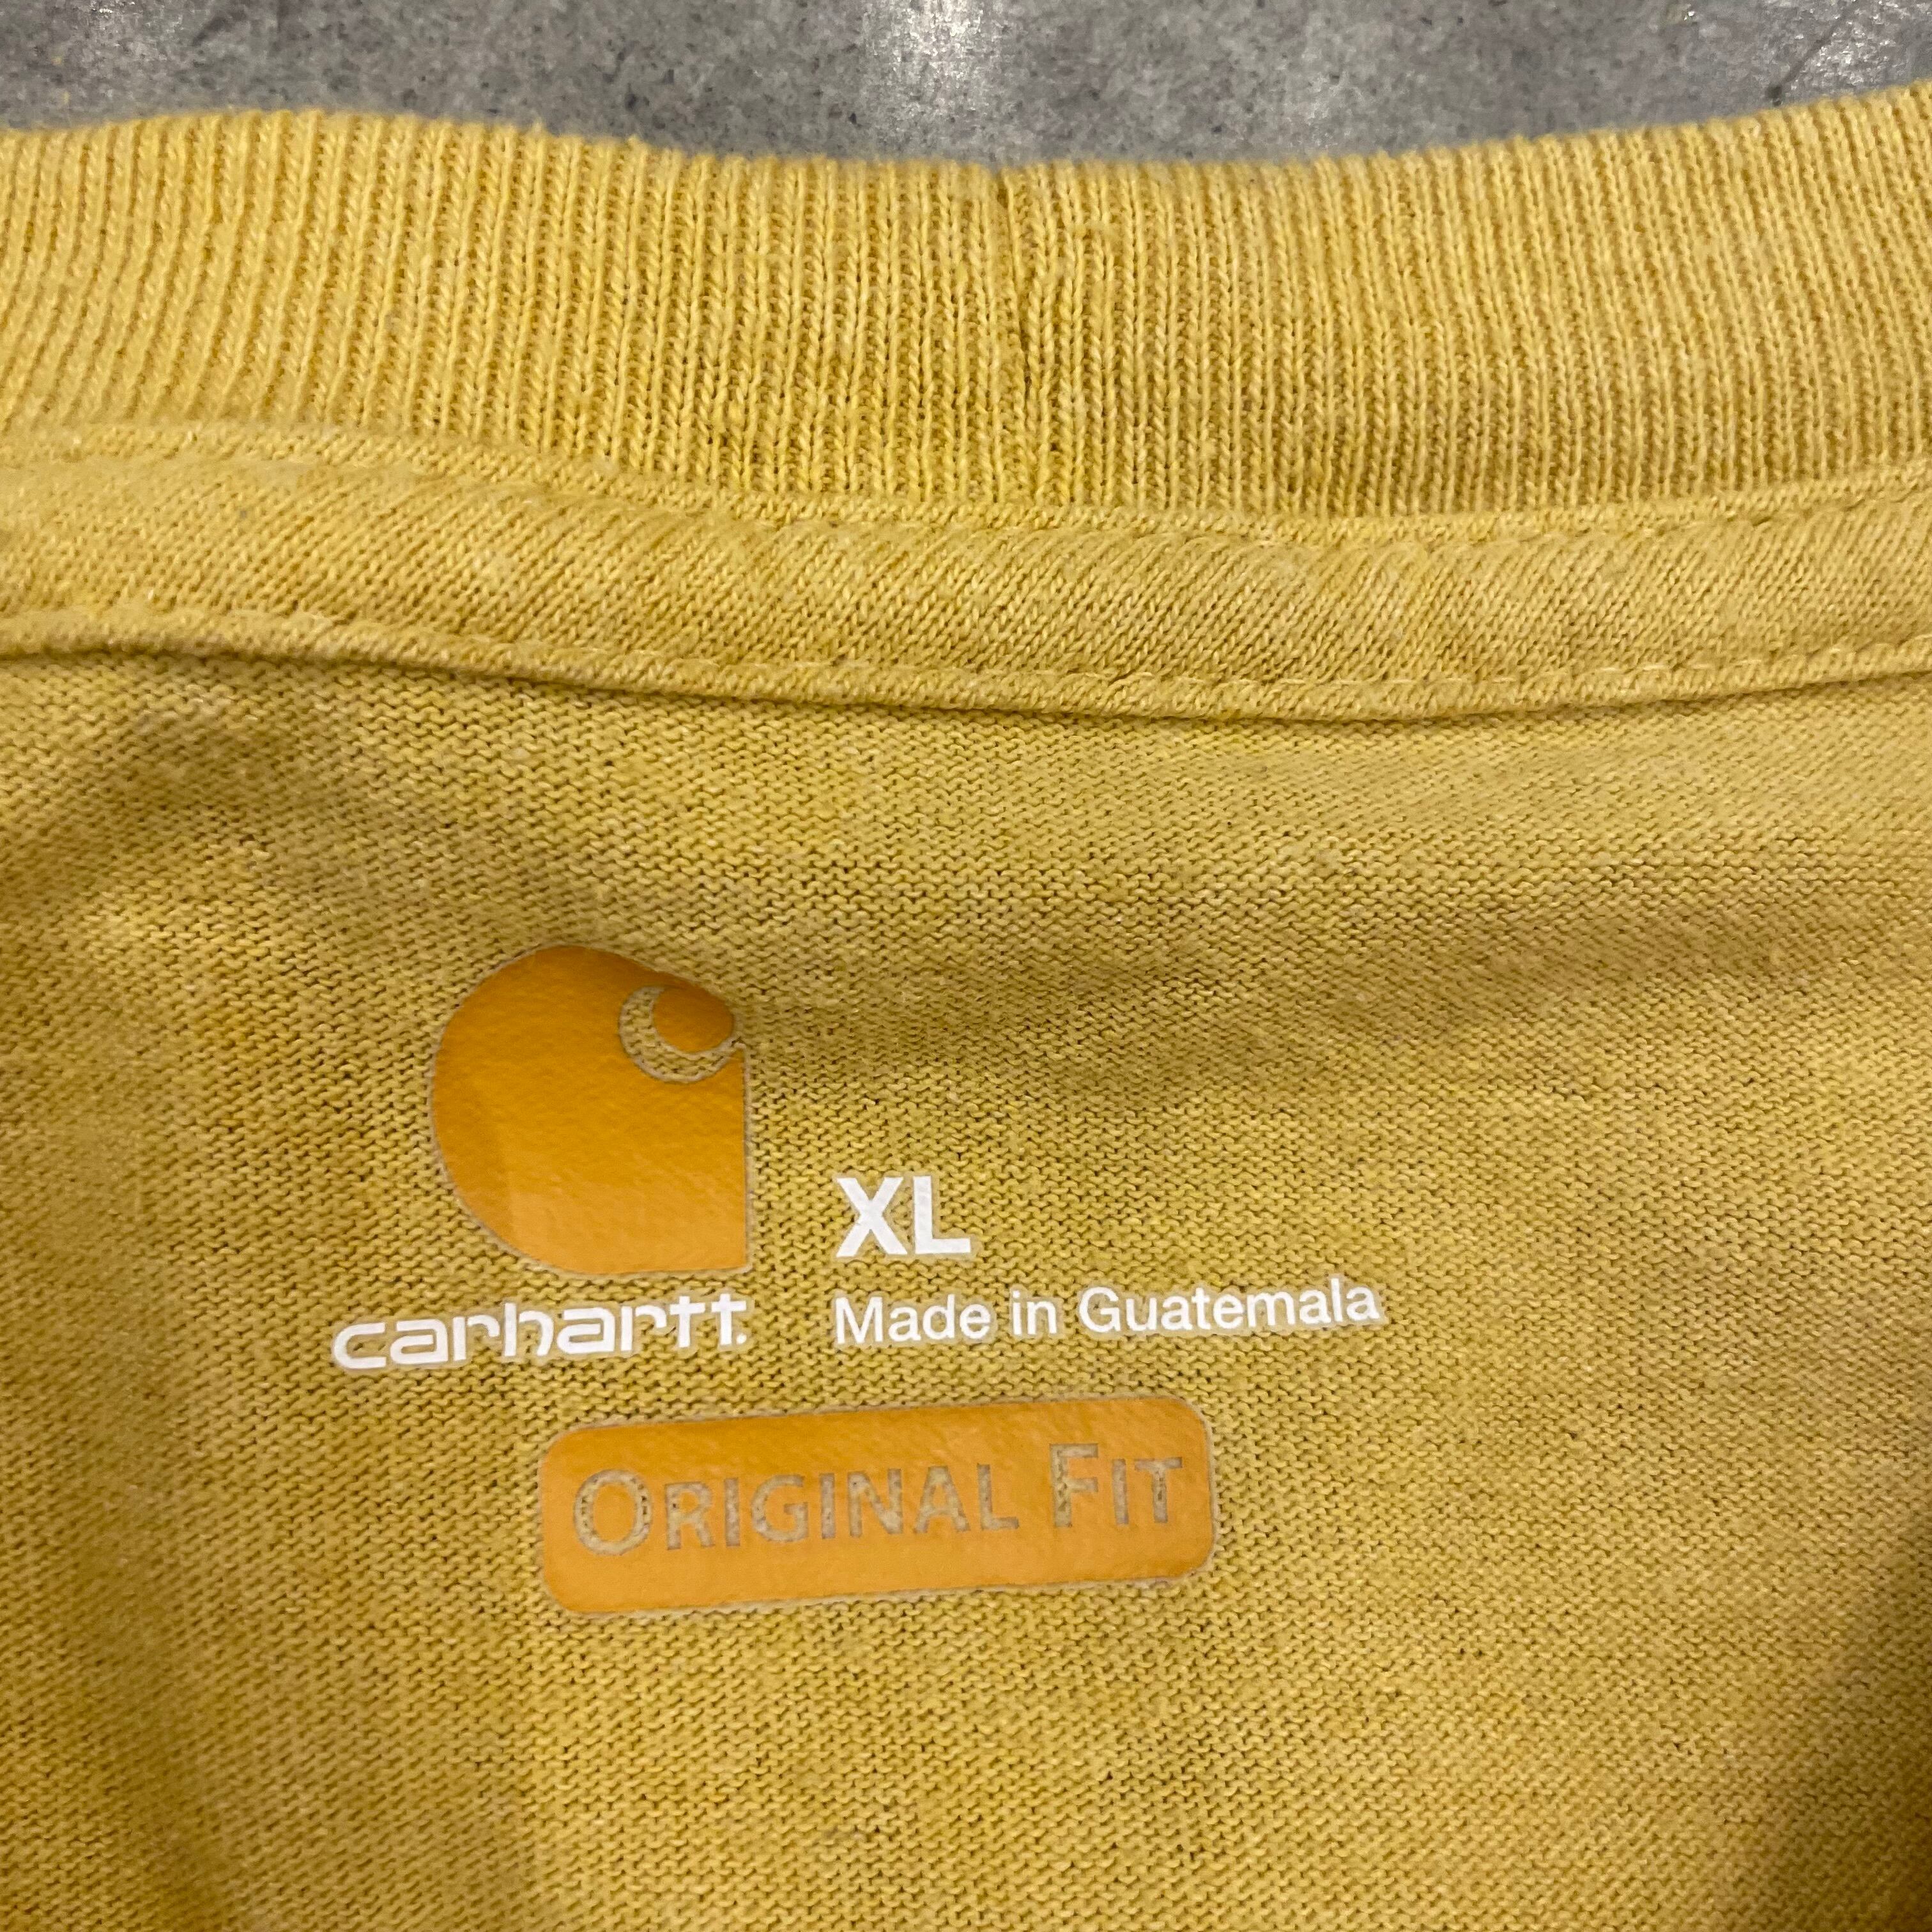 XL
carhartt.
Made in Guatemala
ORIGINAL FIT